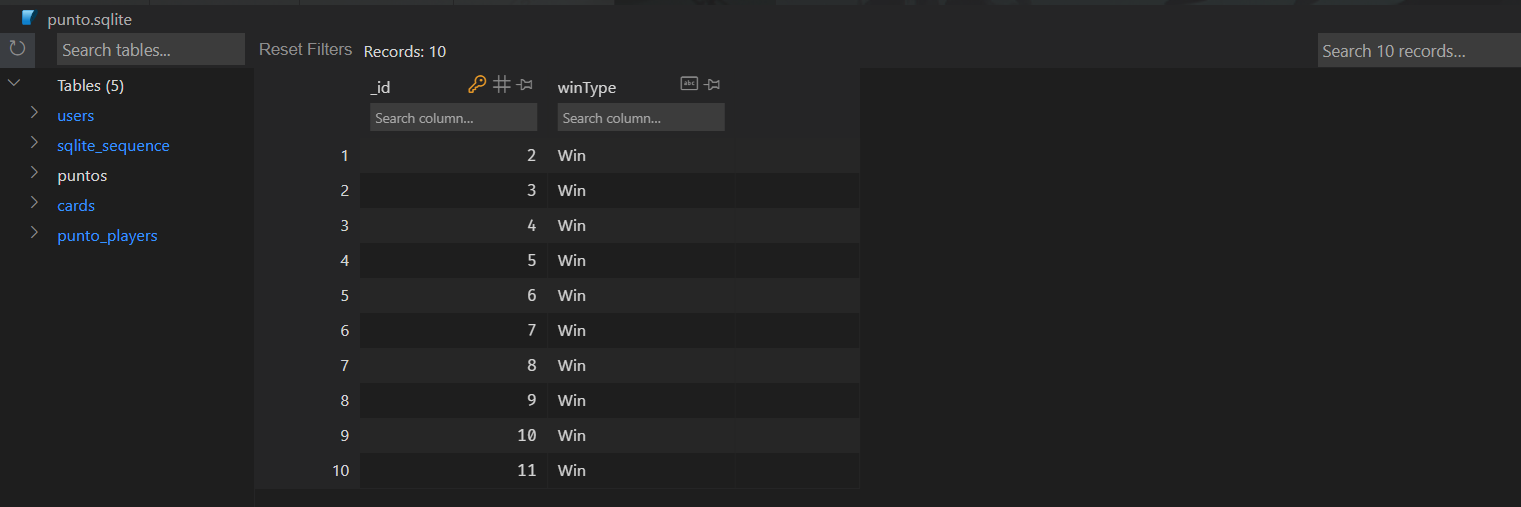 punto.sqlite
Search tables... Reset Filters Records: 10 Search 10 records...
Tables (5) _id winType
users Search column... Search column...
sqlite_sequence 1 2 Win
puntos 2 3 Win
cards 3 4 Win
punto_players 4 5 Win
5 6 Win
6 7 Win
7 8 Win
8 9 Win
9 10 Win
10 11 Win